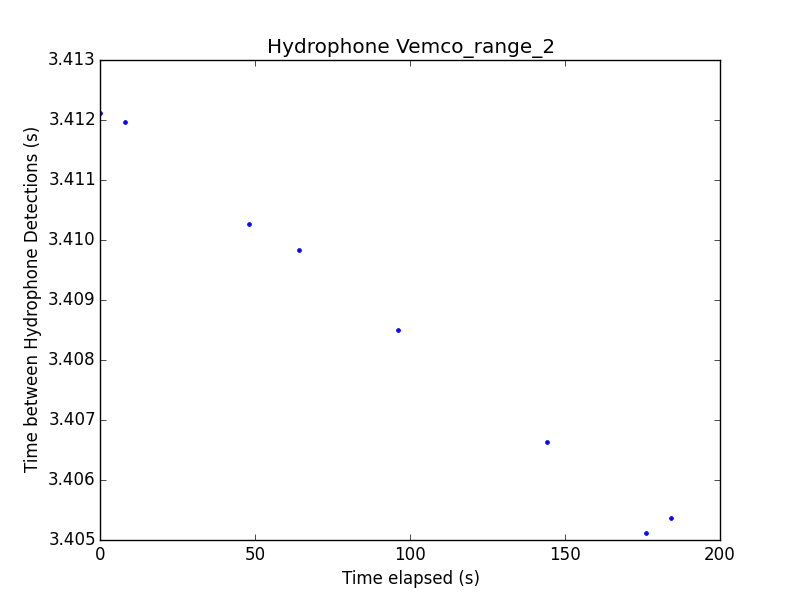 Hydrophone Vemco_range_2
3.413
3.412
3.411
3.410
3.409
3.408
3.407
3.406
3.405
Time between Hydrophone Detections (s)
0 50 100 150 200
Time elapsed (s)